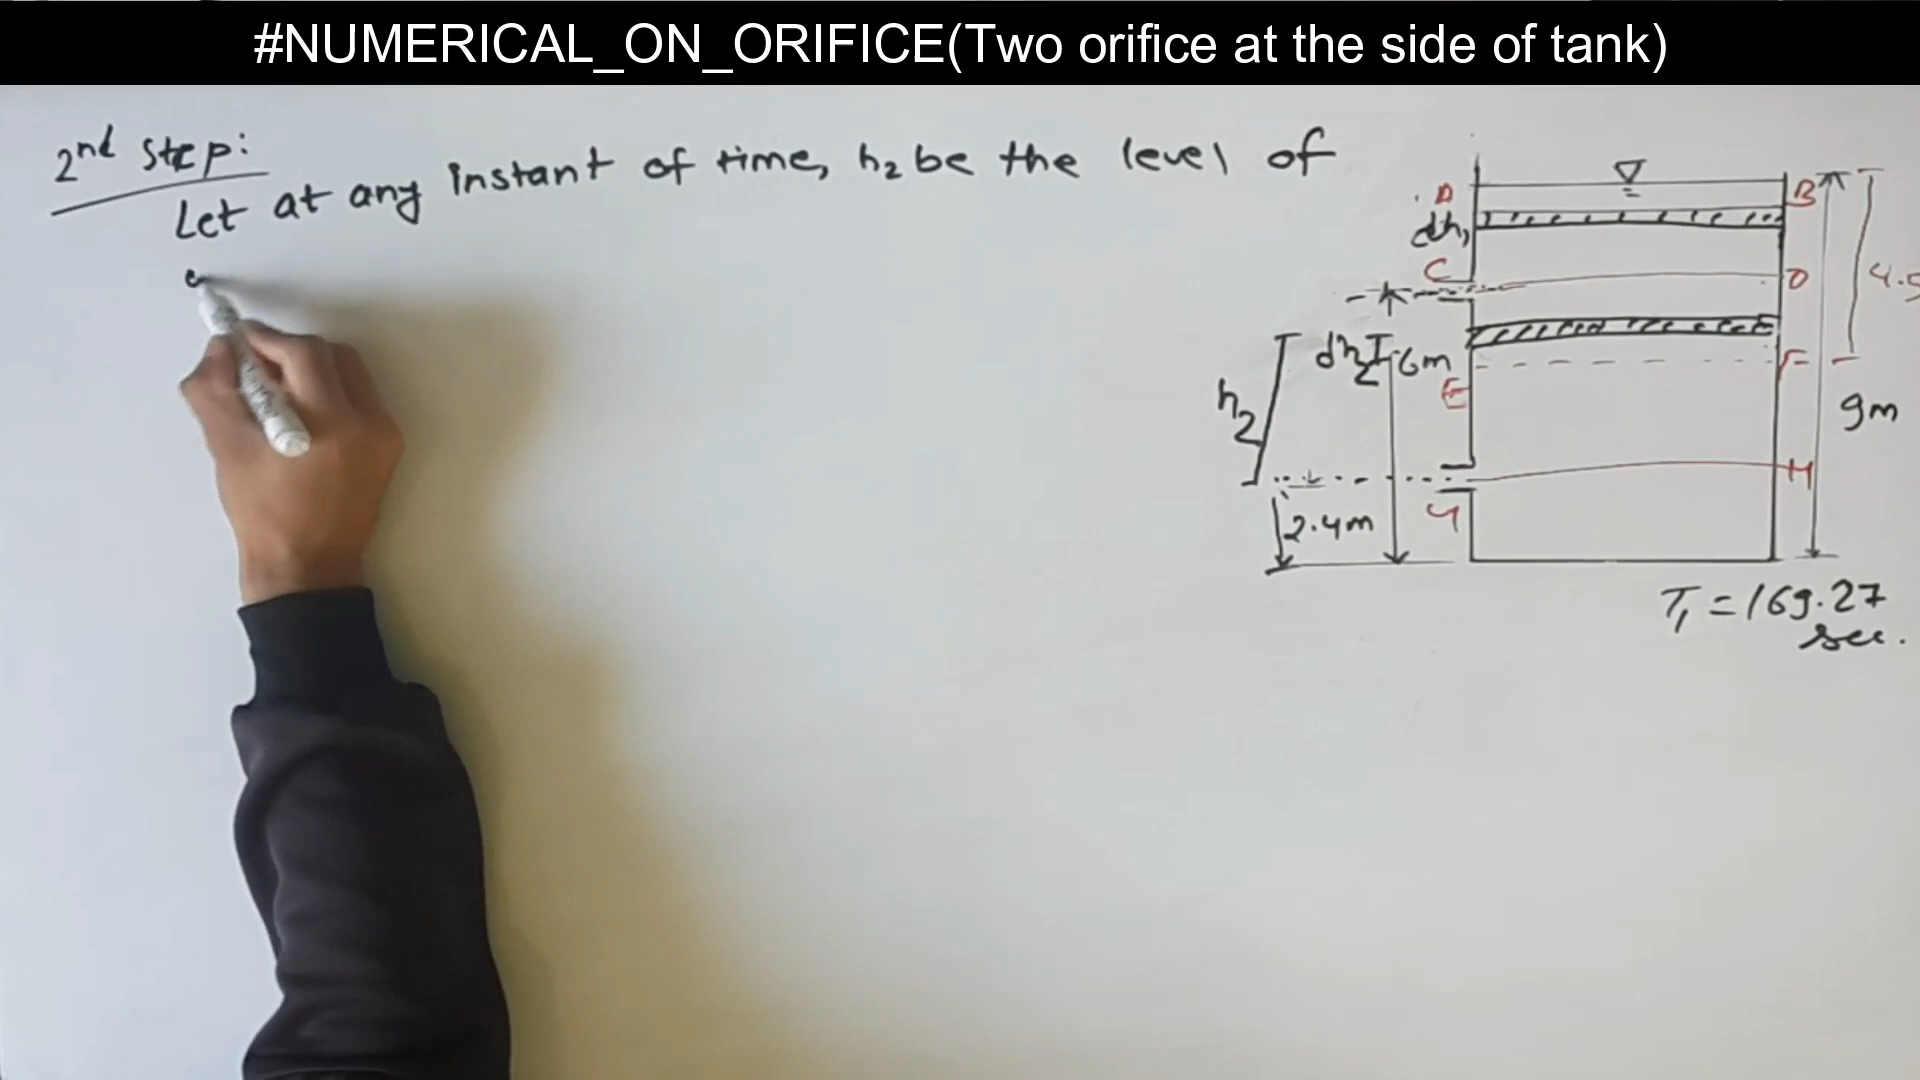 #NUMERICAL_ON_ORIFICE(Two orifice at the side of tank)
2nd Step:
Let at any instant of time, h2 be the level of
B
dh1
C
D
6m
dh2
h2
E
F
4.5
9m
H
G
2.4m
T1 = 169.27
sec.